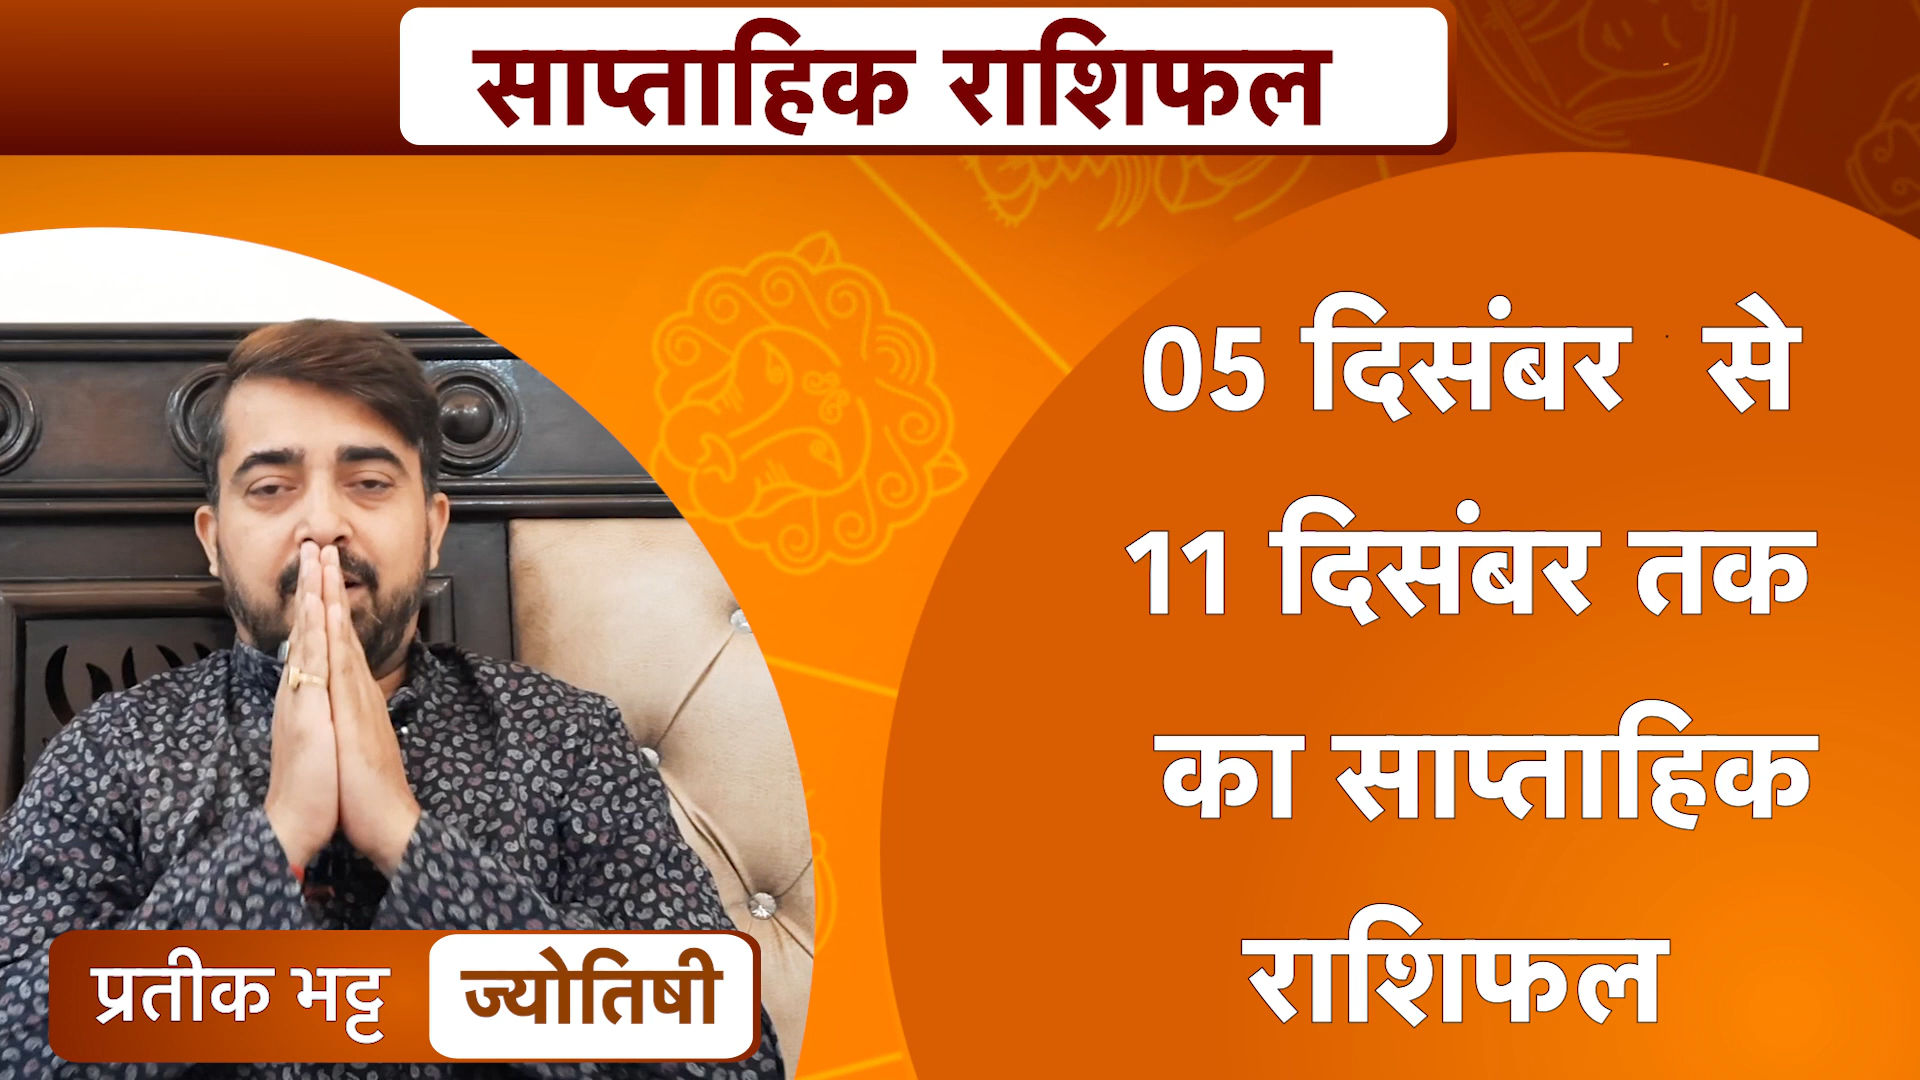 साप्ताहिक राशिफल
05 दिसंबर से
11 दिसंबर तक
का साप्ताहिक
राशिफल
प्रतीक भट्ट ज्योतिषी